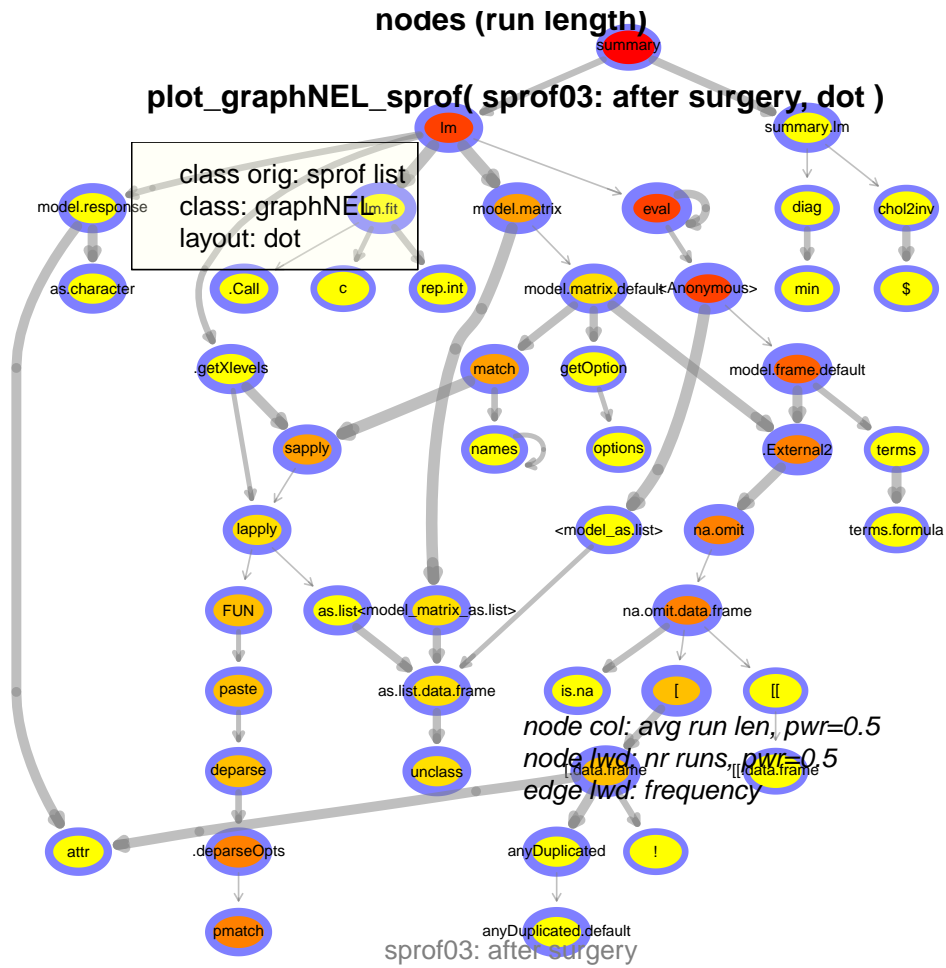 nodes (run length)
summary
plot_graphNEL_sprof( sprof03: after surgery, dot )
lm
summary.lm
class orig: sprof list
class: graphNEL
layout: dot
model.response
lm.fit
model.matrix
eval
diag
chol2inv
as.character
.Call
c
rep.int
model.matrix.default
<Anonymous>
min
$
.getXlevels
match
getOption
model.frame.default
sapply
names
options
.External2
terms
lapply
<model_as.list>
na.omit
terms.formula
FUN
as.list
<model_matrix_as.list>
na.omit.data.frame
paste
as.list.data.frame
is.na
[
[[
node col: avg run len, pwr=0.5
node lwd: nr runs, pwr=0.5
edge lwd: frequency
deparse
unclass
[.data.frame
[[.data.frame
attr
.deparseOpts
anyDuplicated
!
pmatch
anyDuplicated.default
sprof03: after surgery